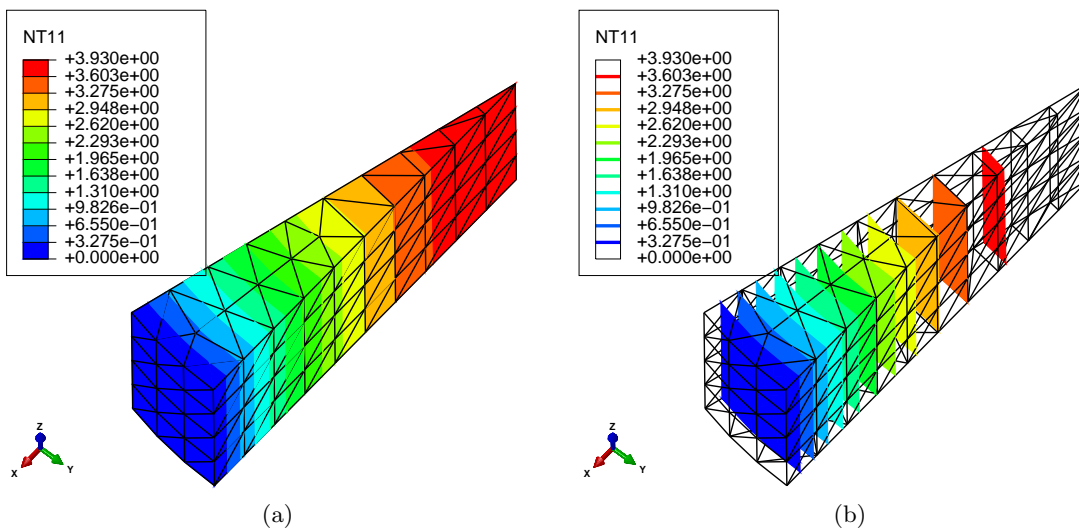 NT11
+3.930e+00
+3.603e+00
+3.275e+00
+2.948e+00
+2.620e+00
+2.293e+00
+1.965e+00
+1.638e+00
+1.310e+00
+9.826e−01
+6.550e−01
+3.275e−01
+0.000e+00
Z
X
Y
(a)
NT11
+3.930e+00
+3.603e+00
+3.275e+00
+2.948e+00
+2.620e+00
+2.293e+00
+1.965e+00
+1.638e+00
+1.310e+00
+9.826e−01
+6.550e−01
+3.275e−01
+0.000e+00
Z
X
Y
(b)